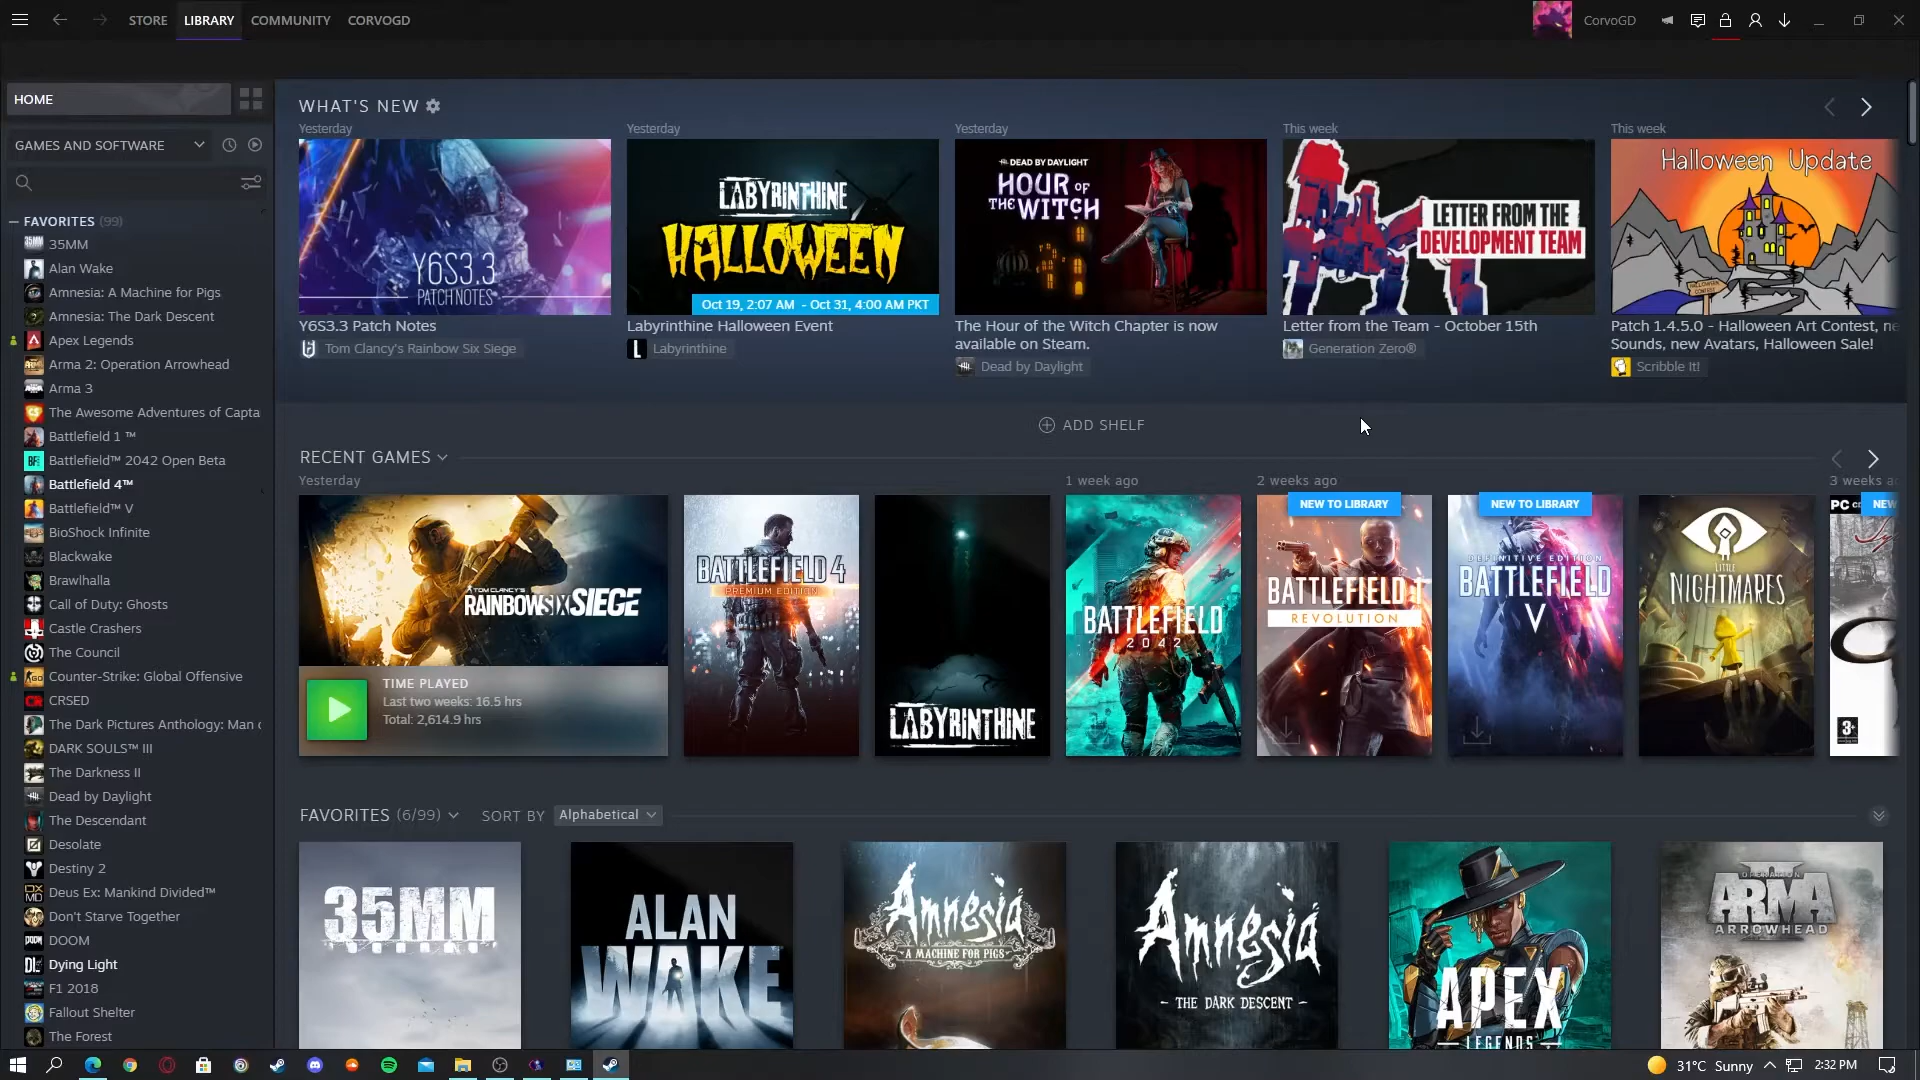 STORE LIBRARY COMMUNITY CORVOGD CorvoGD
HOME
GAMES AND SOFTWARE
FAVORITES (99)
35MM
Alan Wake
Amnesia: A Machine for Pigs
Amnesia: The Dark Descent
Apex Legends
Arma 2: Operation Arrowhead
Arma 3
The Awesome Adventures of Capta
Battlefield 1 ™
Battlefield™ 2042 Open Beta
Battlefield 4™
Battlefield™ V
BioShock Infinite
Blackwake
Brawlhalla
Call of Duty: Ghosts
Castle Crashers
The Council
Counter-Strike: Global Offensive
CRSED
The Dark Pictures Anthology: Man
DARK SOULS™ III
The Darkness II
Dead by Daylight
The Descendant
Desolate
Destiny 2
Deus Ex: Mankind Divided™
Don't Starve Together
DOOM
Dying Light
F1 2018
Fallout Shelter
The Forest
WHAT'S NEW
Yesterday
Y6S3.3
PATCH NOTES
Y6S3.3 Patch Notes
Tom Clancy's Rainbow Six Siege
Yesterday
LABYRINTHINE
HALLOWEEN
Oct 19, 2:07 AM - Oct 31, 4:00 AM PKT
Labyrinthine Halloween Event
Labyrinthine
Yesterday
DEAD BY DAYLIGHT
HOUR OF
THE WITCH
The Hour of the Witch Chapter is now
available on Steam.
Dead by Daylight
This week
LETTER FROM THE
DEVELOPMENT TEAM
Letter from the Team - October 15th
Generation Zero®
This week
Halloween Update
Patch 1.4.5.0 - Halloween Art Contest, ne
Sounds, new Avatars, Halloween Sale!
Scribble It!
ADD SHELF
RECENT GAMES
Yesterday
TOM CLANCY'S
RAINBOW SIX SIEGE
TIME PLAYED
Last two weeks: 16.5 hrs
Total: 2,614.9 hrs
BATTLEFIELD 4
PREMIUM EDITION
LABYRINTHINE
1 week ago
BATTLEFIELD
2042
2 weeks ago
NEW TO LIBRARY
BATTLEFIELD 1
REVOLUTION
NEW TO LIBRARY
DEFINITIVE EDITION
BATTLEFIELD
V
LITTLE
NIGHTMARES
3 weeks a
PC
NEW
3+
FAVORITES (6/99) SORT BY Alphabetical
35MM
ALAN
WAKE
Amnesia
A MACHINE FOR PIGS
Amnesia
- THE DARK DESCENT -
APEX
LEGENDS
II
OPERATION
ARMA
ARROWHEAD
31°C Sunny 2:32 PM